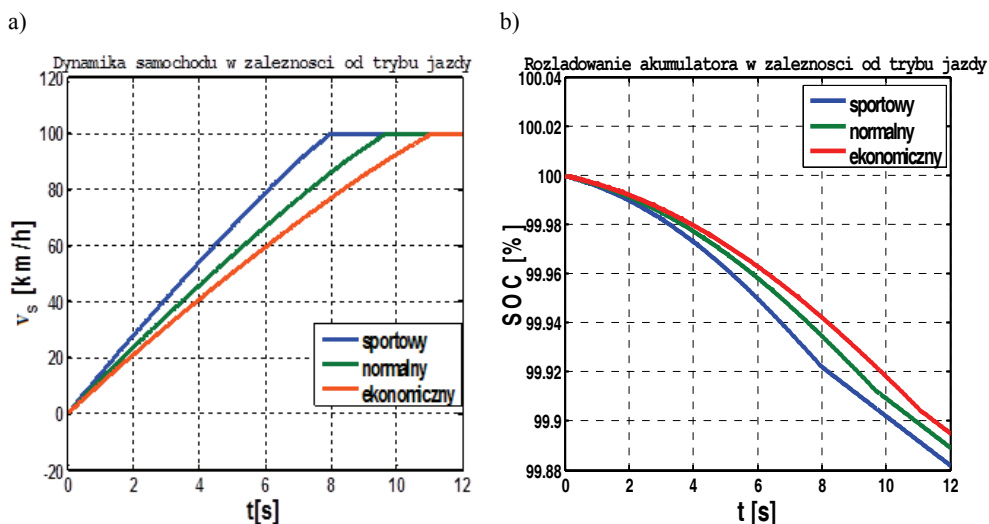 a)
Dynamika samochodu w zaleznosci od trybu jazdy
120
100
80
60
40
20
0
-20
v_s [km/h]
sportowy
normalny
ekonomiczny
0 2 4 6 8 10 12
t[s]
b)
Rozladowanie akumulatora w zaleznosci od trybu jazdy
100.04
100.02
100
99.98
99.96
99.94
99.92
99.9
99.88
SOC [%]
sportowy
normalny
ekonomiczny
0 2 4 6 8 10 12
t [s]